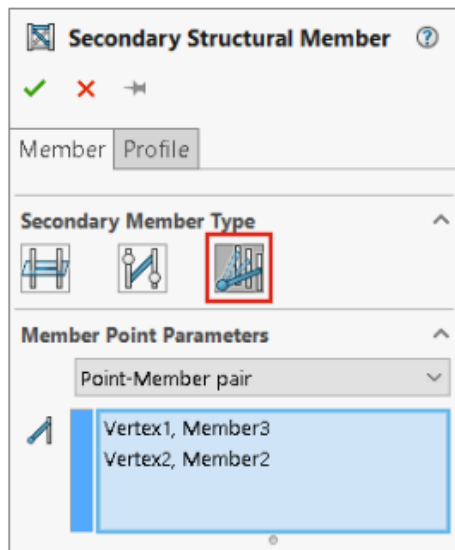 Secondary Structural Member
Member Profile
Secondary Member Type
Member Point Parameters
Point-Member pair
Vertex1, Member3
Vertex2, Member2